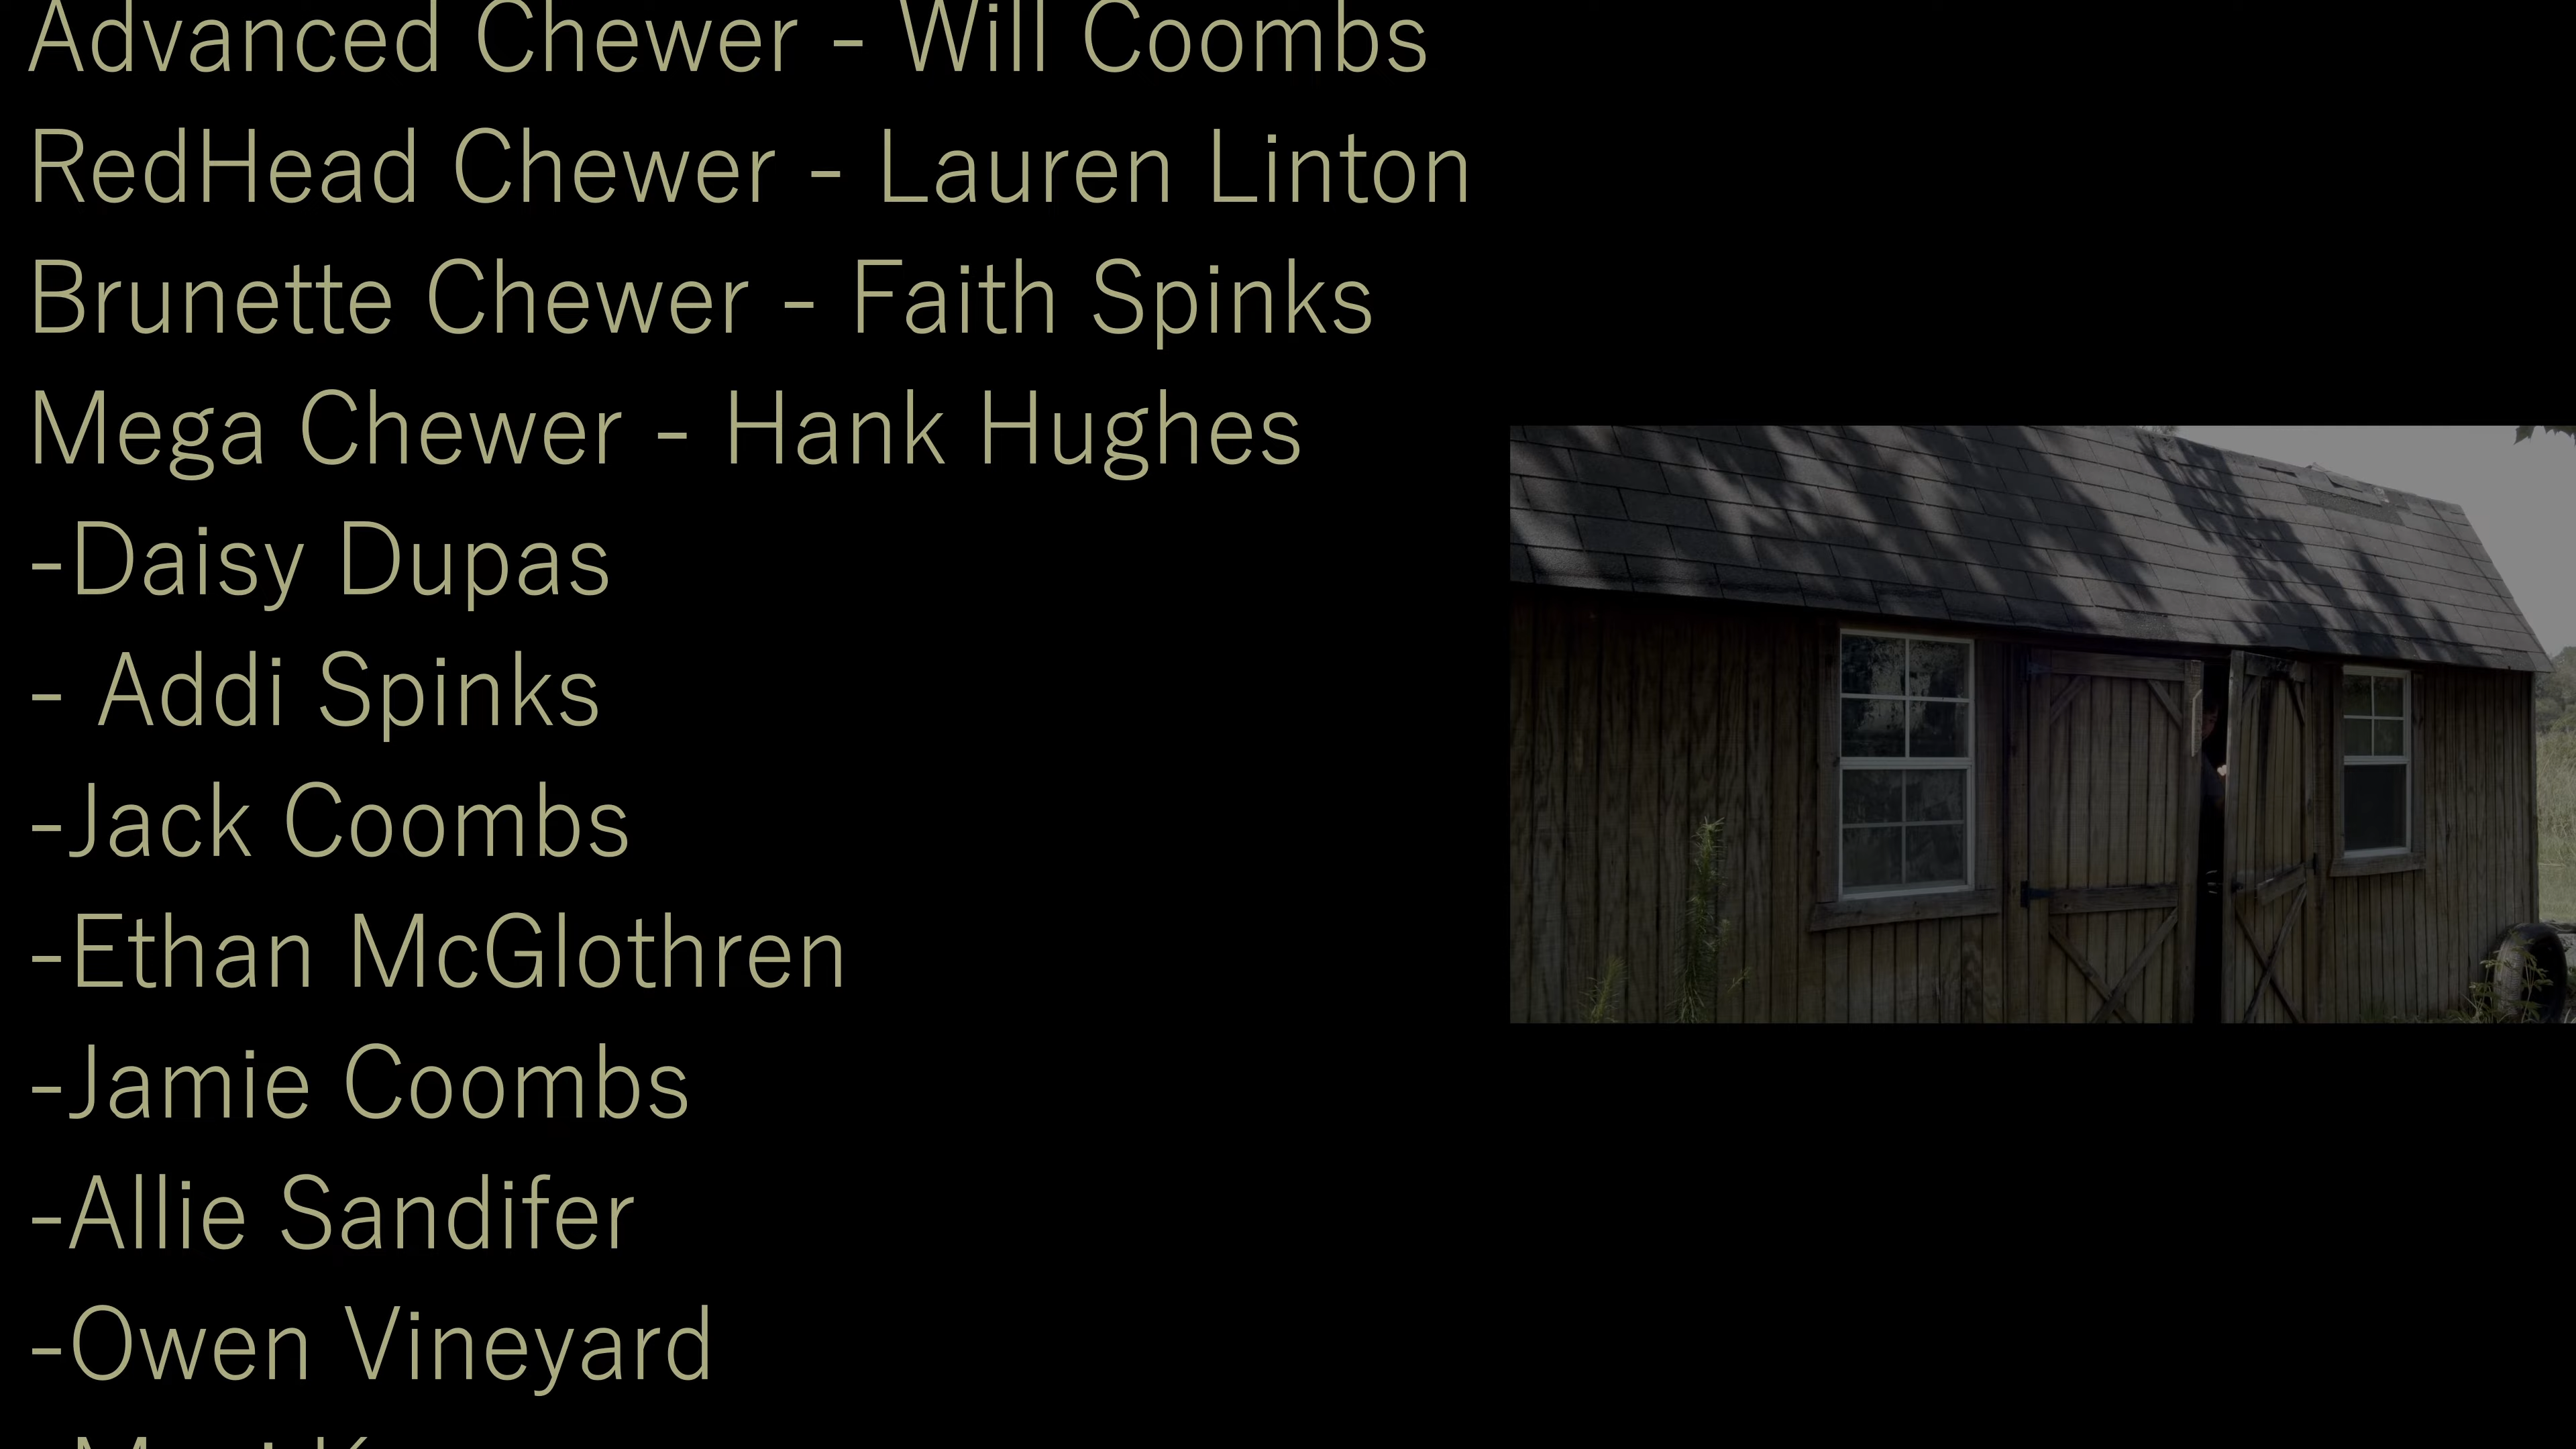 Advanced Chewer - Will Coombs
RedHead Chewer - Lauren Linton
Brunette Chewer - Faith Spinks
Mega Chewer - Hank Hughes
-Daisy Dupas
- Addi Spinks
-Jack Coombs
-Ethan McGlothren
-Jamie Coombs
-Allie Sandifer
-Owen Vineyard